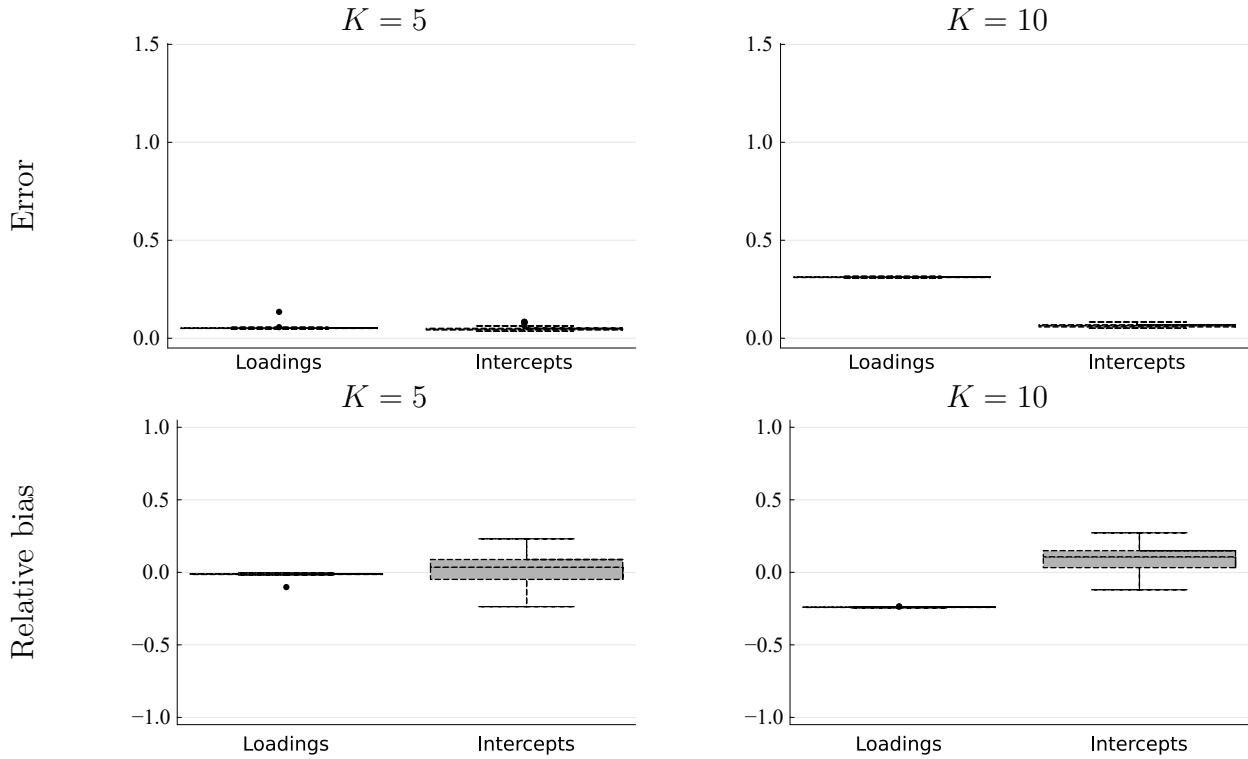 K = 5
K = 10
Error
1.5
1.0
0.5
0.0
Loadings
Intercepts
1.5
1.0
0.5
0.0
Loadings
Intercepts
K = 5
K = 10
Relative bias
1.0
0.5
0.0
−0.5
−1.0
Loadings
Intercepts
1.0
0.5
0.0
−0.5
−1.0
Loadings
Intercepts